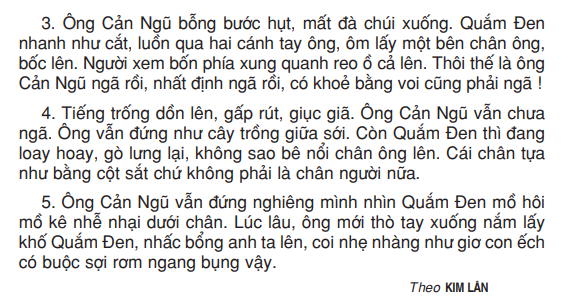 3. Ông Cản Ngũ bỗng bước hụt, mất đà chúi xuống. Quắm Đen
nhanh như cắt, luồn qua hai cánh tay ông, ôm lấy một bên chân ông,
bốc lên. Người xem bốn phía xung quanh reo ồ cả lên. Thôi thế là ông
Cản Ngũ ngã rồi, nhất định ngã rồi, có khoẻ bằng voi cũng phải ngã !
4. Tiếng trống dồn lên, gấp rút, giục giã. Ông Cản Ngũ vẫn chưa
ngã. Ông vẫn đứng như cây trồng giữa sới. Còn Quắm Đen thì đang
loay hoay, gò lưng lại, không sao bê nổi chân ông lên. Cái chân tựa
như bằng cột sắt chứ không phải là chân người nữa.
5. Ông Cản Ngũ vẫn đứng nghiêng mình nhìn Quắm Đen mồ hôi
mồ kê nhễ nhại dưới chân. Lúc lâu, ông mới thò tay xuống nắm lấy
khố Quắm Đen, nhấc bổng anh ta lên, coi nhẹ nhàng như giơ con ếch
có buộc sợi rơm ngang bụng vậy.
Theo KIM LÂN